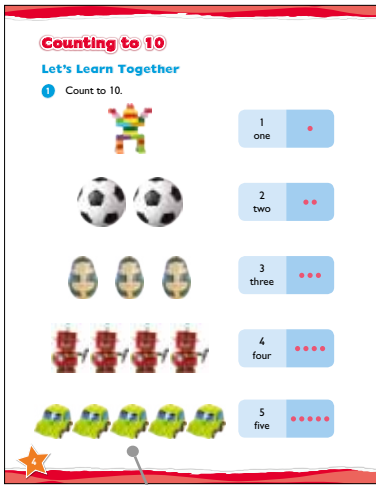 Counting to 10
Let's Learn Together
1 Count to 10.
1
one
2
two
3
three
4
four
5
five
4